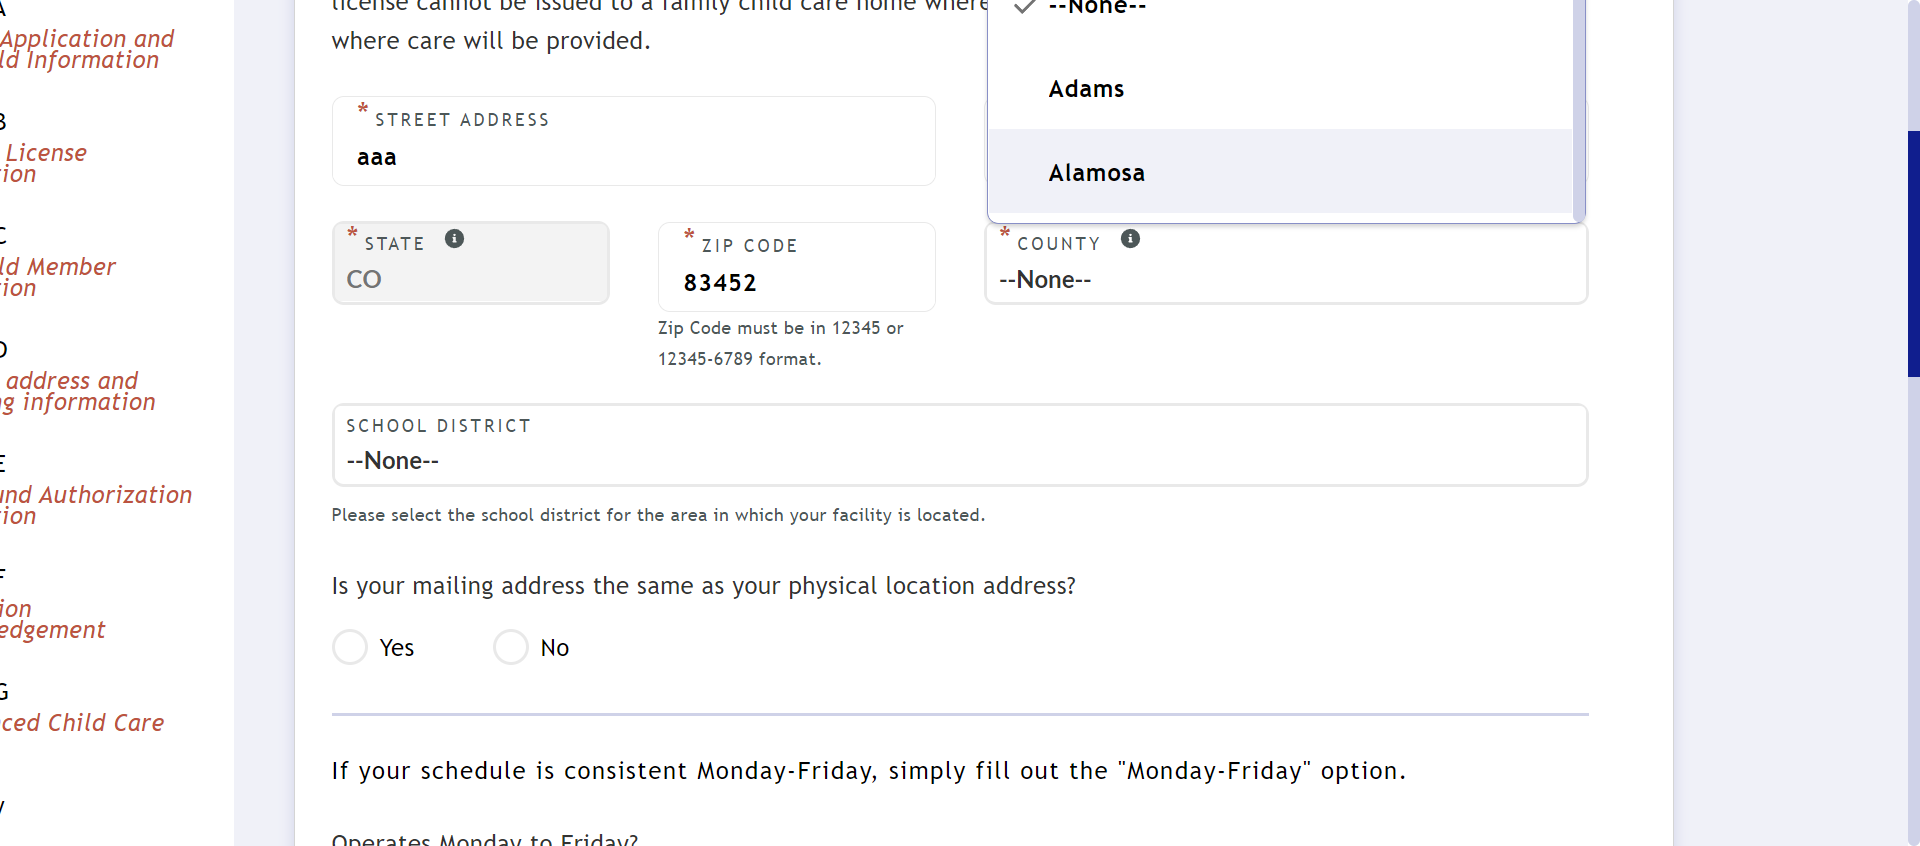 A
Application and
ld Information
B
License
ion
C
ld Member
ion
D
address and
ng information
E
und Authorization
ion
F
ion
edgement
G
ced Child Care
license cannot be issued to a family child care home where
where care will be provided.
* STREET ADDRESS
aaa
--None--
Adams
Alamosa
* STATE
CO
* ZIP CODE
83452
Zip Code must be in 12345 or
12345-6789 format.
* COUNTY
--None--
SCHOOL DISTRICT
--None--
Please select the school district for the area in which your facility is located.
Is your mailing address the same as your physical location address?
Yes No
If your schedule is consistent Monday-Friday, simply fill out the "Monday-Friday" option.
Operates Monday to Friday?